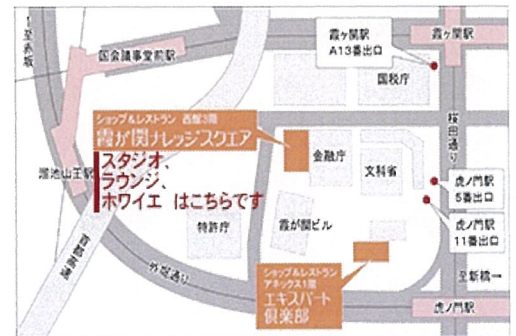 ↑至赤坂
国会議事堂前駅
霞ヶ関駅
A13番出口
霞ヶ関駅
国税庁
桜田通り
ショップ&レストラン 西館3階
霞が関ナレッジスクエア
スタジオ、
ラウンジ、
ホワイエ はこちらです
溜池山王駅
金融庁
文科省
虎ノ門駅
5番出口
虎ノ門駅
11番出口
特許庁
霞が関ビル
首都高速
外堀通り
ショップ&レストラン
アネックス1階
エキスパート
倶楽部
至新橋→
虎ノ門駅